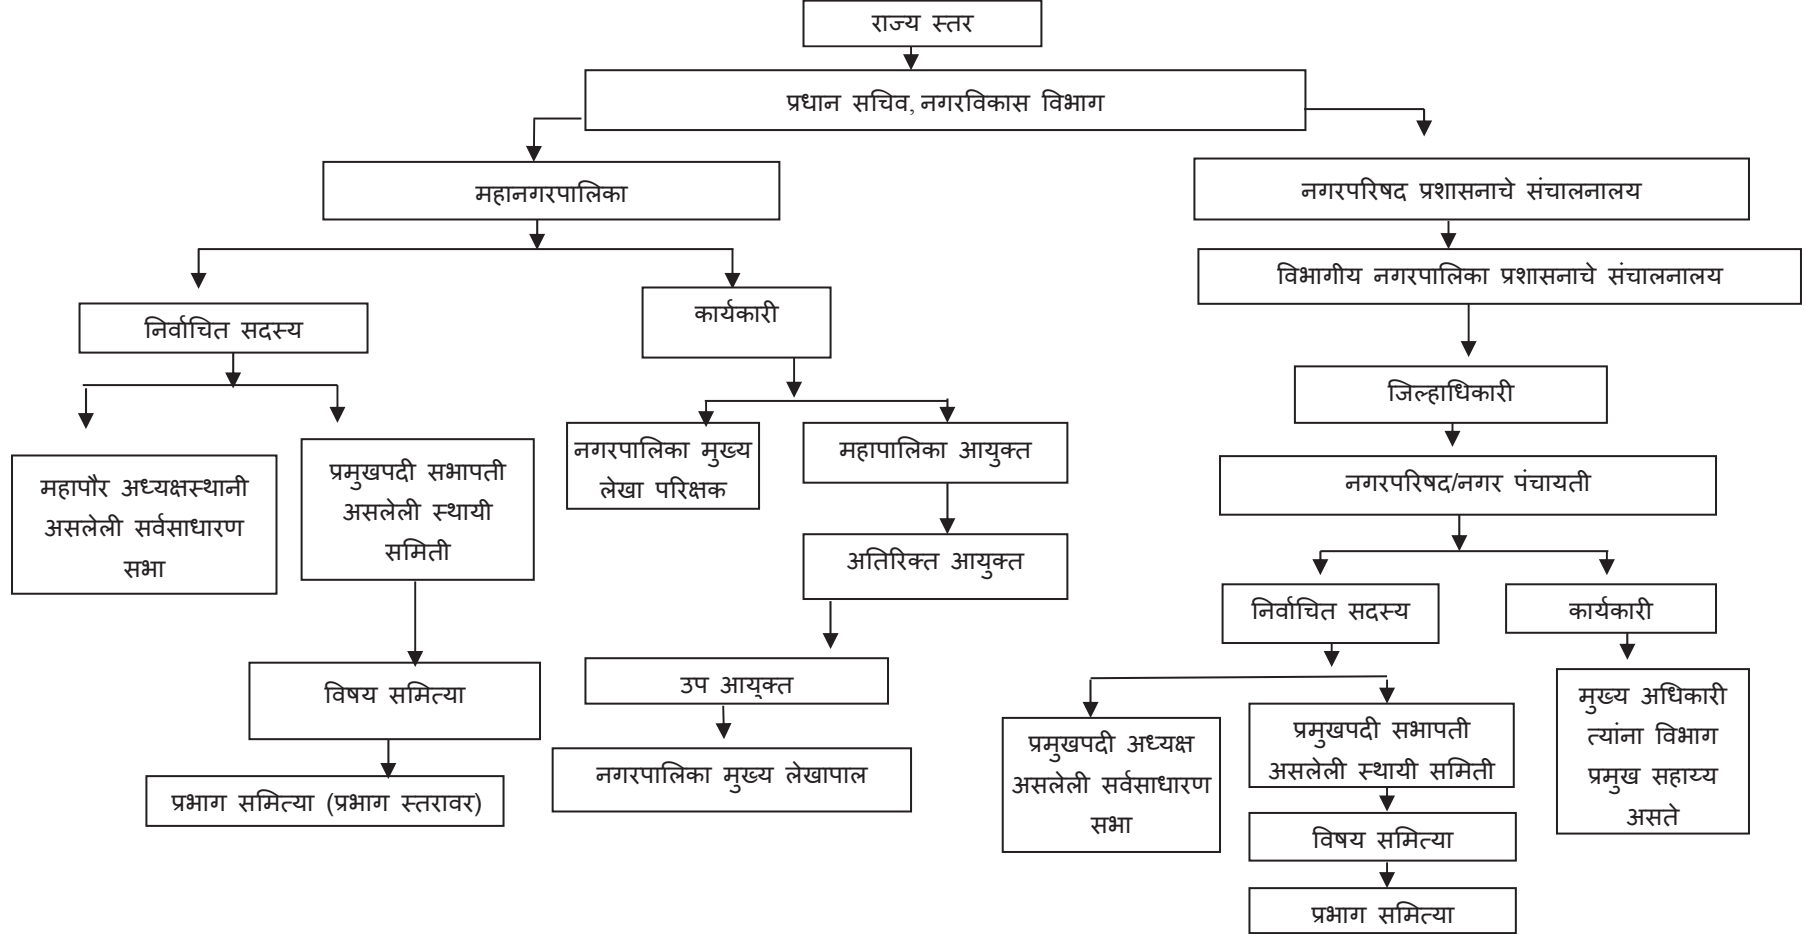 राज्य स्तर
प्रधान सचिव, नगरविकास विभाग
महानगरपालिका
नगरपरिषद प्रशासनाचे संचालनालय
विभागीय नगरपालिका प्रशासनाचे संचालनालय
निर्वाचित सदस्य
कार्यकारी
जिल्हाधिकारी
महापौर अध्यक्षस्थानी
असलेली सर्वसाधारण
सभा
प्रमुखपदी सभापती
असलेली स्थायी
समिती
नगरपालिका मुख्य
लेखा परिक्षक
महापालिका आयुक्त
नगरपरिषद/नगर पंचायती
अतिरिक्त आयुक्त
निर्वाचित सदस्य
कार्यकारी
विषय समित्या
उप आयुक्त
प्रभाग समित्या (प्रभाग स्तरावर)
नगरपालिका मुख्य लेखापाल
प्रमुखपदी अध्यक्ष
असलेली सर्वसाधारण
सभा
प्रमुखपदी सभापती
असलेली स्थायी समिती
मुख्य अधिकारी
त्यांना विभाग
प्रमुख सहाय्य
असते
विषय समित्या
प्रभाग समित्या